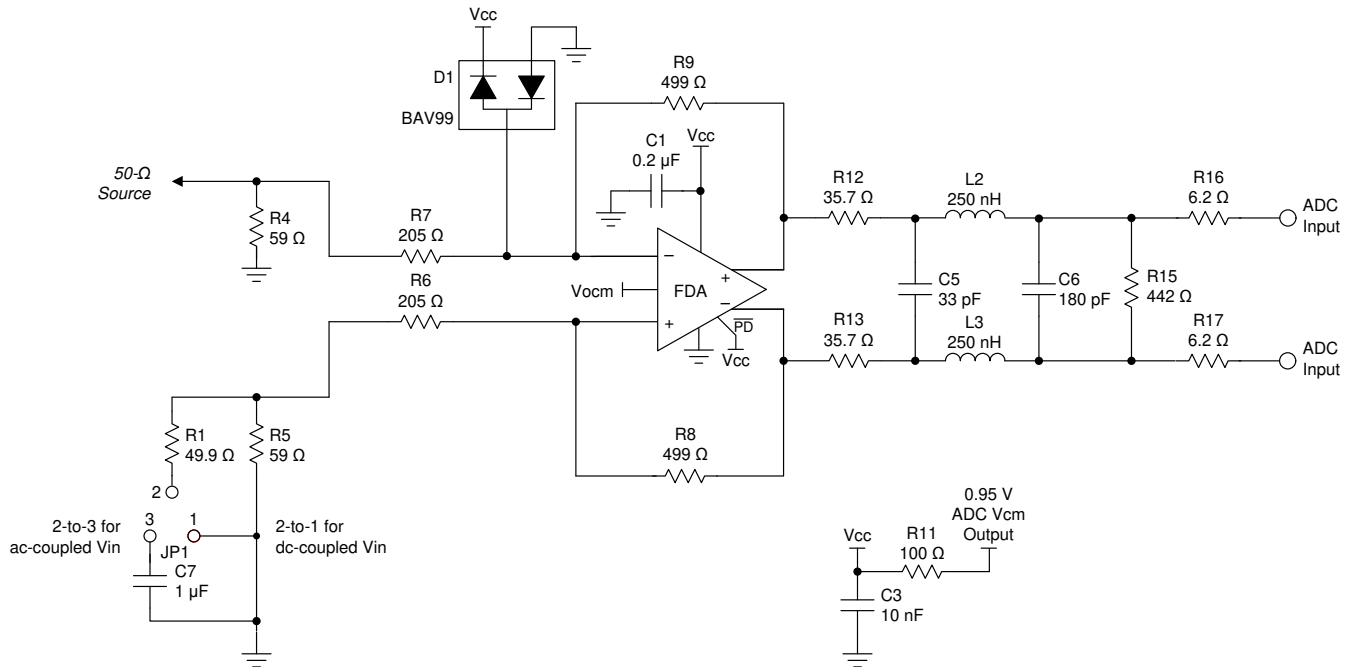 Vcc
D1
BAV99
R9
499 Ω
C1
0.2 µF
Vcc
50-Ω
Source
R4
59 Ω
R7
205 Ω
R6
205 Ω
Vocm
−
+
FDA
+
−
PD
Vcc
R12
35.7 Ω
L2
250 nH
R16
6.2 Ω
ADC
Input
C5
33 pF
C6
180 pF
R15
442 Ω
R13
35.7 Ω
L3
250 nH
R17
6.2 Ω
ADC
Input
R1
49.9 Ω
R5
59 Ω
R8
499 Ω
2
3
1
2-to-3 for
ac-coupled Vin
JP1
2-to-1 for
dc-coupled Vin
C7
1 µF
0.95 V
ADC Vcm
Output
Vcc
R11
100 Ω
C3
10 nF